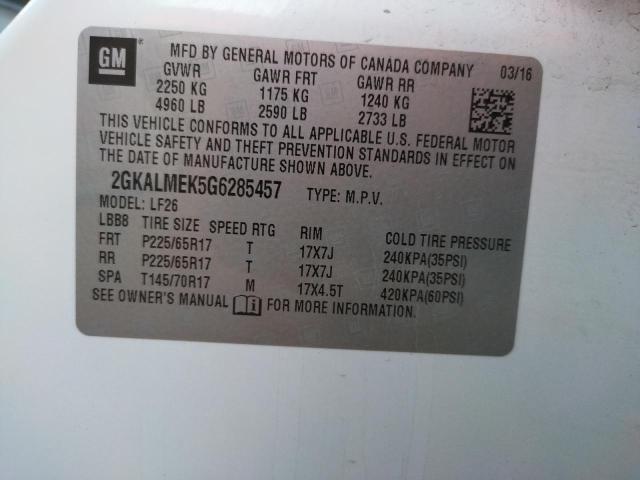 GM
MFD BY GENERAL MOTORS OF CANADA COMPANY 03/16
GVWR GAWR FRT GAWR RR
2250 KG 1175 KG 1240 KG
4960 LB 2590 LB 2733 LB
THIS VEHICLE CONFORMS TO ALL APPLICABLE U.S. FEDERAL MOTOR
VEHICLE SAFETY AND THEFT PREVENTION STANDARDS IN EFFECT ON
THE DATE OF MANUFACTURE SHOWN ABOVE.
2GKALMEK5G6285457 TYPE: M.P.V.
MODEL: LF26
LBB8 TIRE SIZE SPEED RTG RIM COLD TIRE PRESSURE
FRT P225/65R17 T 17X7J 240KPA(35PSI)
RR P225/65R17 T 17X7J 240KPA(35PSI)
SPA T145/70R17 M 17X4.5T 420KPA(60PSI)
SEE OWNER'S MANUAL FOR MORE INFORMATION.